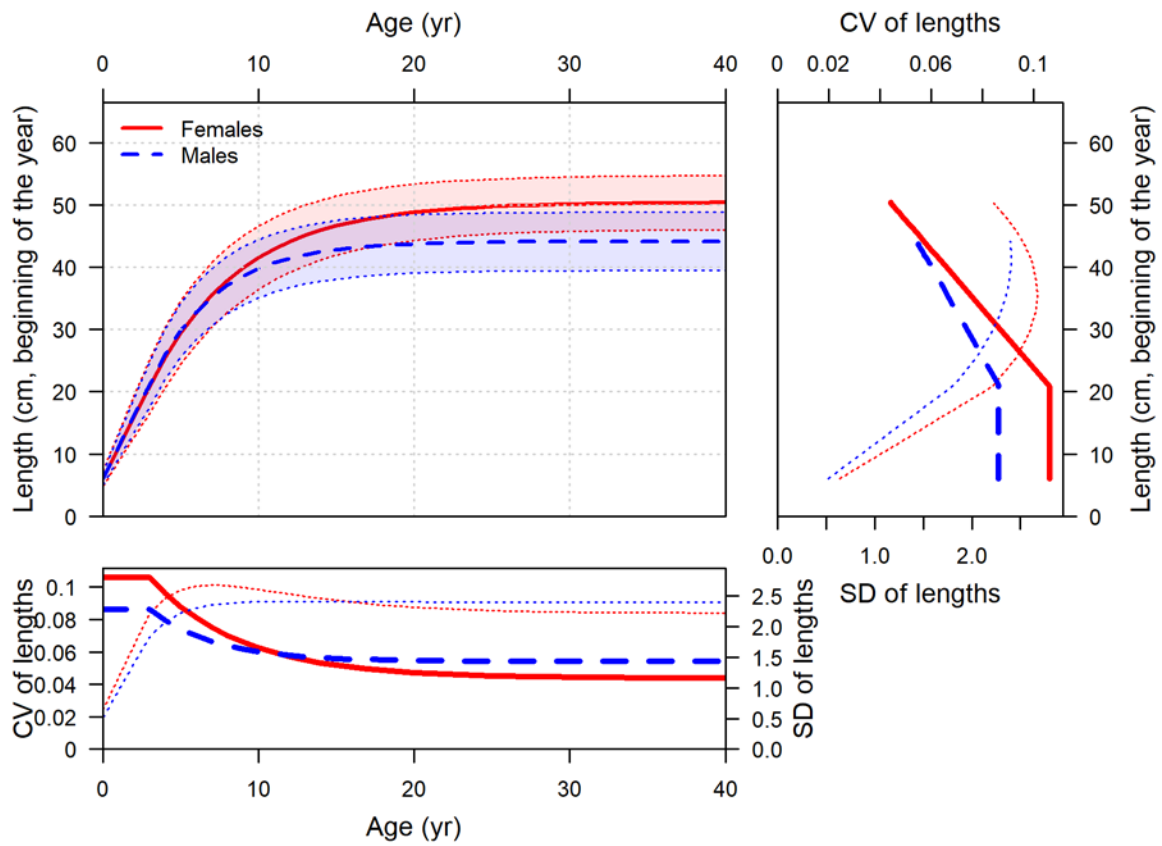 Age (yr)
0 10 20 30 40
Length (cm, beginning of the year)
60
50
40
30
20
10
0
Females
Males
CV of lengths
0 0.02 0.06 0.1
Length (cm, beginning of the year)
60
50
40
30
20
10
0
0.0 1.0 2.0
SD of lengths
CV of lengths
0.1
0.08
0.06
0.04
0.02
0
SD of lengths
2.5
2.0
1.5
1.0
0.5
0.0
0 10 20 30 40
Age (yr)